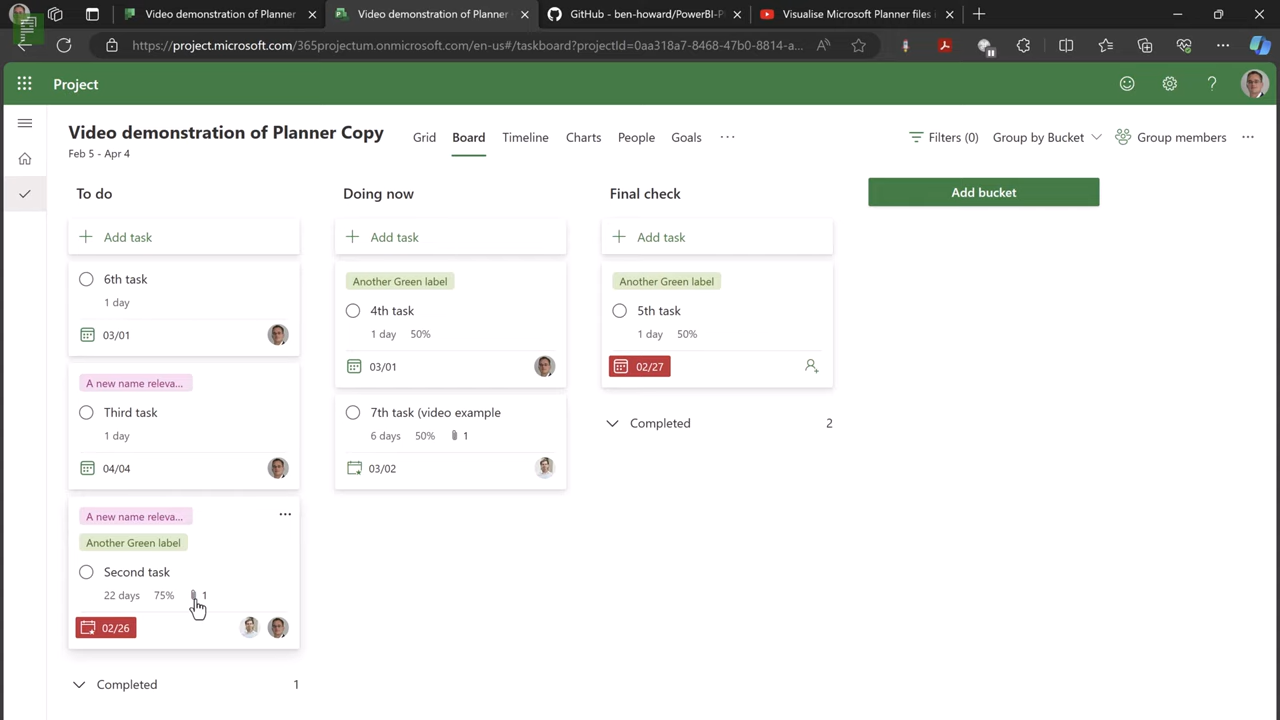 Video demonstration of Planner
Video demonstration of Planner
GitHub - ben-howard/PowerBI-P
Visualise Microsoft Planner files
https://project.microsoft.com/365projectum.onmicrosoft.com/en-us#/taskboard?projectId=0aa318a7-8468-47b0-8814-a...
Project
Video demonstration of Planner Copy
Feb 5 - Apr 4
Grid
Board
Timeline
Charts
People
Goals
Filters (0)
Group by Bucket
Group members
To do
Add task
6th task
1 day
03/01
A new name releva...
Third task
1 day
04/04
A new name releva...
Another Green label
Second task
22 days 75% 1
02/26
Completed 1
Doing now
Add task
Another Green label
4th task
1 day 50%
03/01
7th task (video example
6 days 50% 1
03/02
Final check
Add task
Another Green label
5th task
1 day 50%
02/27
Completed 2
Add bucket